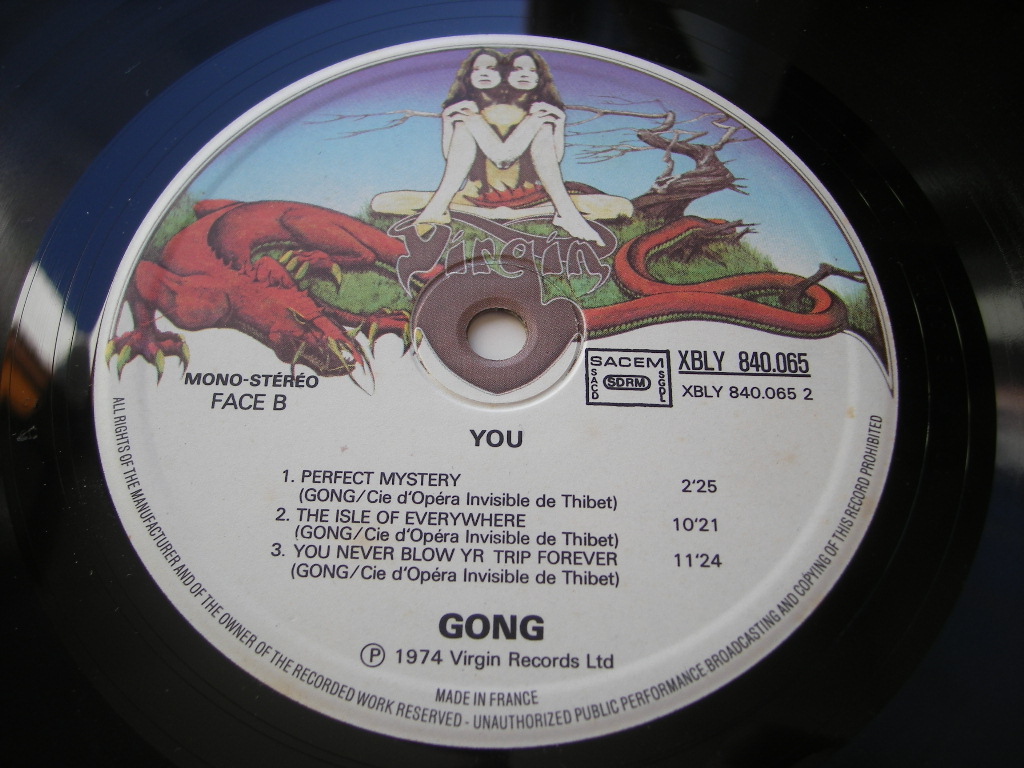 Virgin
MONO-STÉRÉO
FACE B
SACEM
SACD
SDRM
SGDL
XBLY 840.065
XBLY 840.065 2
YOU
1. PERFECT MYSTERY 2'25
(GONG/Cie d'Opéra Invisible de Thibet)
2. THE ISLE OF EVERYWHERE 10'21
(GONG/Cie d'Opéra Invisible de Thibet)
3. YOU NEVER BLOW YR TRIP FOREVER 11'24
(GONG/Cie d'Opéra Invisible de Thibet)
GONG
Ⓟ 1974 Virgin Records Ltd
MADE IN FRANCE
ALL RIGHTS OF THE MANUFACTURER AND OF THE OWNER OF THE RECORDED WORK RESERVED - UNAUTHORIZED PUBLIC PERFORMANCE BROADCASTING AND COPYING OF THIS RECORD PROHIBITED